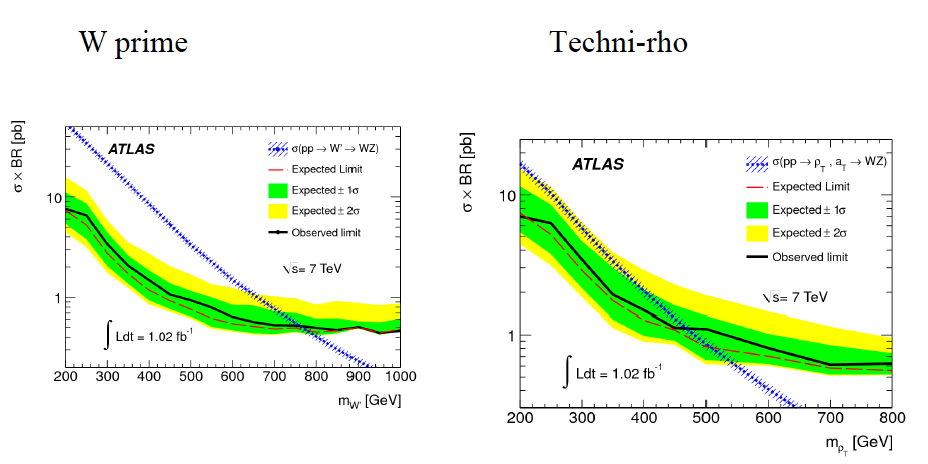 W prime
Techni-rho
σ × BR [pb]
ATLAS
σ(pp → W' → WZ)
Expected Limit
Expected ± 1σ
Expected ± 2σ
Observed limit
√s = 7 TeV
∫ Ldt = 1.02 fb⁻¹
10
1
200 300 400 500 600 700 800 900 1000
m_W' [GeV]
σ × BR [pb]
ATLAS
σ(pp → ρ_T , a_T → WZ)
Expected Limit
Expected ± 1σ
Expected ± 2σ
Observed limit
√s = 7 TeV
∫ Ldt = 1.02 fb⁻¹
10
1
200 300 400 500 600 700 800
m_ρ_T [GeV]